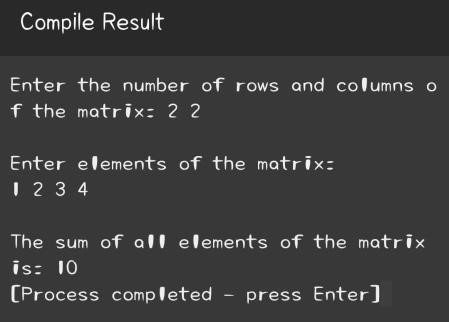 Compile Result
Enter the number of rows and columns o
f the matrix: 2 2
Enter elements of the matrix:
1 2 3 4
The sum of all elements of the matrix
is: 10
[Process completed - press Enter]